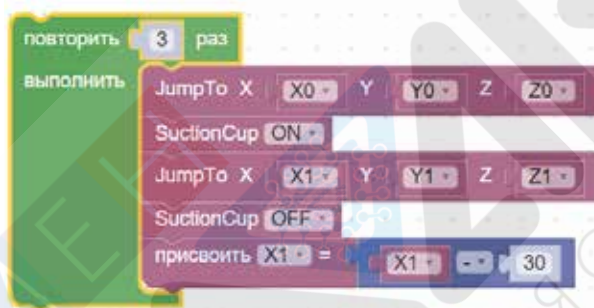 повторить 3 раз
выполнить JumpTo X X0 Y Y0 Z Z0
SuctionCup ON
JumpTo X X1 Y Y1 Z Z1
SuctionCup OFF
присвоить X1 = X1 - 30